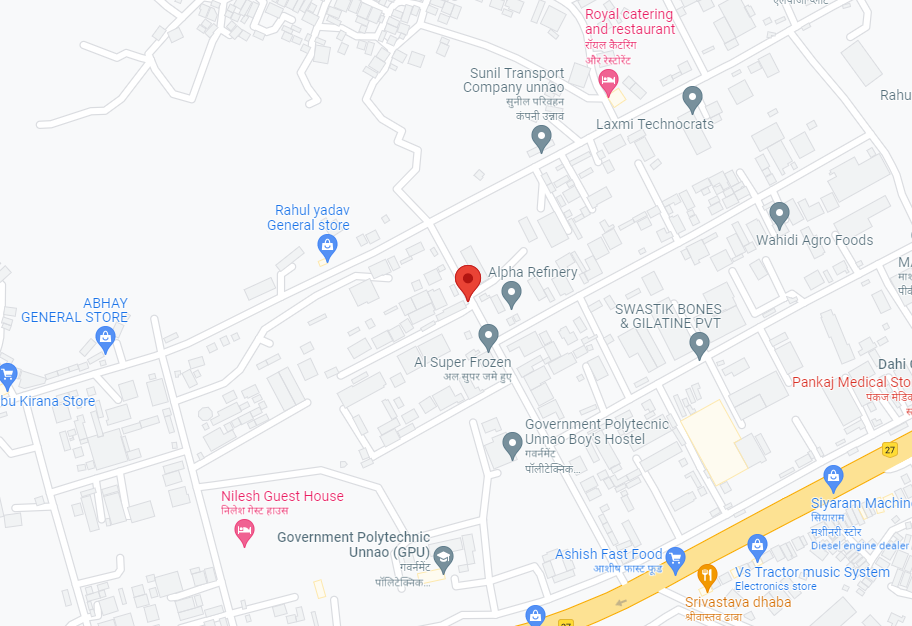 एलपीजी प्लांट
Royal catering
and restaurant
रॉयल कैटरिंग
और रेस्टोरेंट
Sunil Transport
Company unnao
सुनील परिवहन
कंपनी उन्नाव
Laxmi Technocrats
Rahu
Rahul yadav
General store
Wahidi Agro Foods
Alpha Refinery
ABHAY
GENERAL STORE
SWASTIK BONES
& GILATINE PVT
Al Super Frozen
अल सुपर जमे हुए
Dahi
Pankaj Medical Sto
पंकज मेडि
bu Kirana Store
Government Polytecnic
Unnao Boy's Hostel
गवर्नमेंट
पॉलीटेक्निक...
27
Nilesh Guest House
निलेश गेस्ट हाउस
Siyaram Machin
सियाराम
मशीनरी स्टोर
Diesel engine dealer
Government Polytechnic
Unnao (GPU)
गवर्नमेंट
पॉलिटेक्निक...
Ashish Fast Food
आशीष फास्ट फूड
Vs Tractor music System
Electronics store
Srivastava dhaba
श्रीवास्तव ढाबा
27